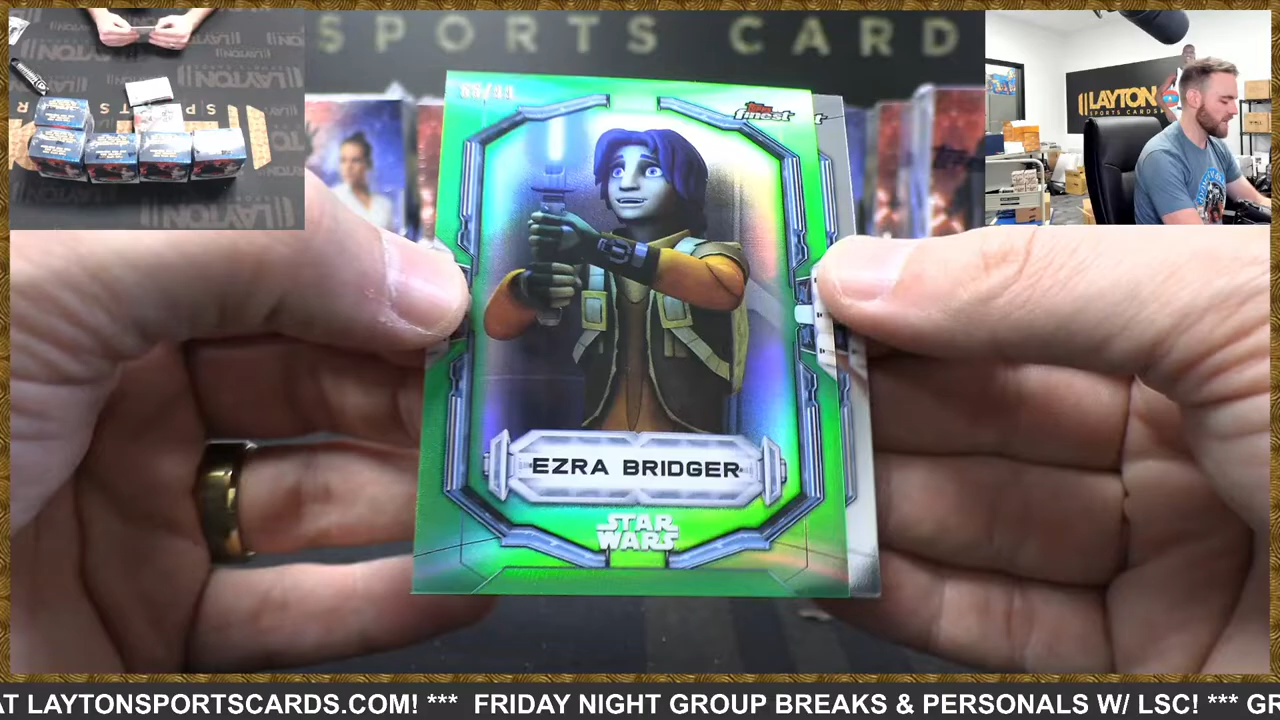 SPORTS CARD
LAYTON
SPORTS CARDS
finest
EZRA BRIDGER
STAR
WARS
AT LAYTONSPORTSCARDS.COM! *** FRIDAY NIGHT GROUP BREAKS & PERSONALS W/ LSC! *** GR